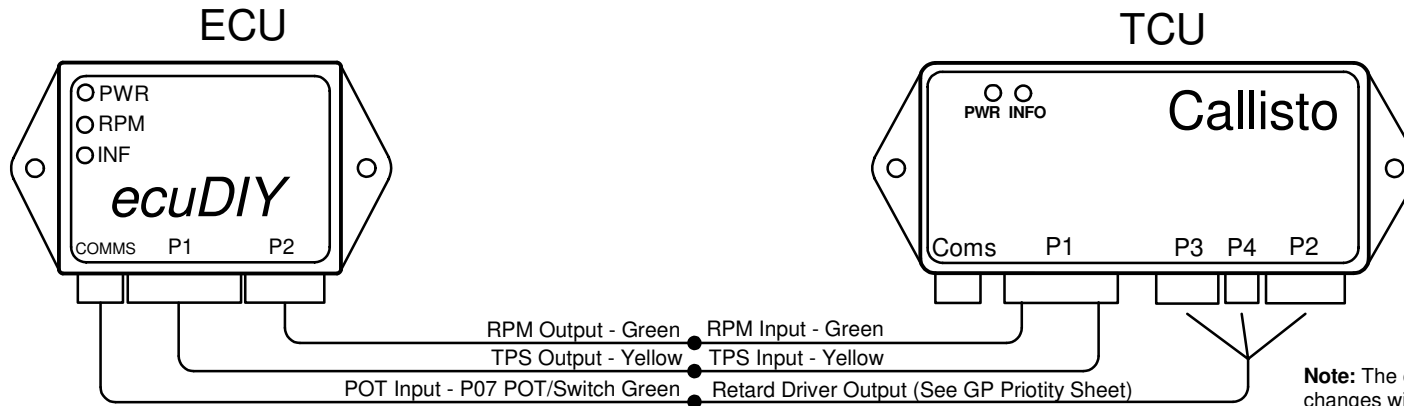 ECU
TCU
PWR
RPM
INF
ecuDIY
COMMS P1 P2
PWR INFO
Callisto
Coms P1 P3 P4 P2
RPM Output - Green RPM Input - Green
TPS Output - Yellow TPS Input - Yellow
POT Input - P07 POT/Switch Green Retard Driver Output (See GP Priotity Sheet)
Note: The
changes wi